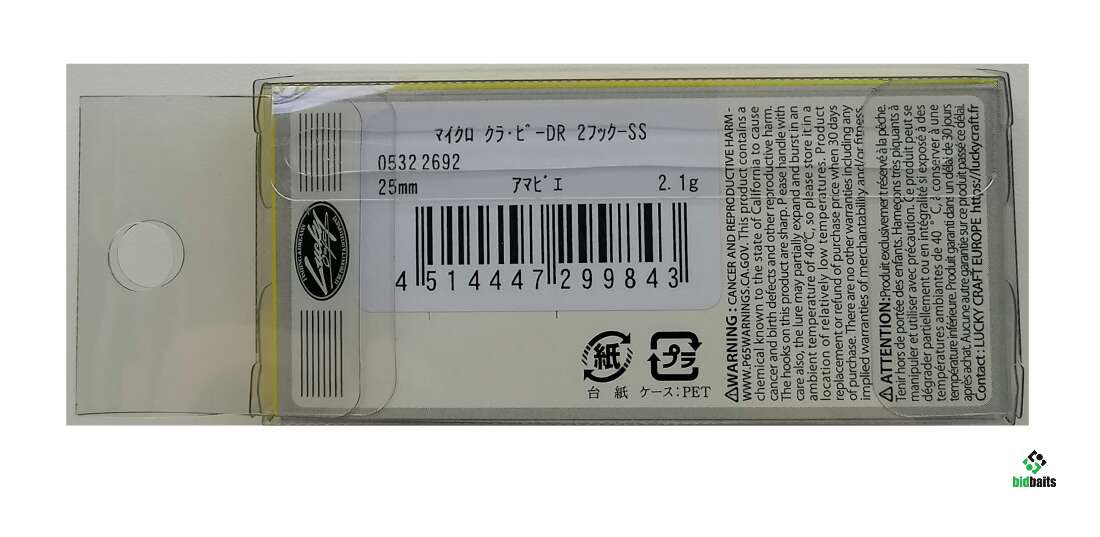 マイクロ クラ・ピーDR 2フック-SS
0532 2692
25mm アマビエ 2.1g
4 514447 299843
紙
プラ
台 紙 ケース:PET
Lucky Craft
⚠WARNING : CANCER AND REPRODUCTIVE HARM -
WWW.P65WARNINGS.CA.GOV. This product contains a
chemical known to the state of California to cause
cancer and birth defects and other reproductive harm.
The hooks on this product are sharp. Please handle with
care also, the lure may partially expand and burst in an
ambient temperature of 40℃, so please store it in a
location of relatively low temperatures. Product
replacement or refund of purchase price when 30 days
of purchase. There are no other warranties including any
implied warranties of merchantability and/or fitness.
⚠ATTENTION:Produit exclusivement réservé à la pêche.
Tenir hors de portée des enfants. Hameçons tres piquants à
manipuler et utiliser avec précaution. Ce produit peut se
dégrader partiellement ou en intégralité si exposé à des
températures ambiantes de 40 °C, à conserver à une
température inférieure. Produit garanti dans un délai de 30 jours
après achat. Aucune autre garantie sur ce produit passé ce délai.
Contact : LUCKY CRAFT EUROPE https://luckycraft.fr
bidbaits